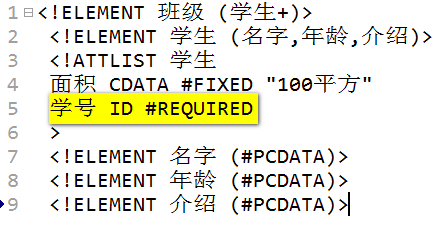 1 <!ELEMENT 班级 (学生+)>
2 <!ELEMENT 学生 (名字,年龄,介绍)>
3 <!ATTLIST 学生
4 面积 CDATA #FIXED "100平方"
5 学号 ID #REQUIRED
6 >
7 <!ELEMENT 名字 (#PCDATA)>
8 <!ELEMENT 年龄 (#PCDATA)>
9 <!ELEMENT 介绍 (#PCDATA)>